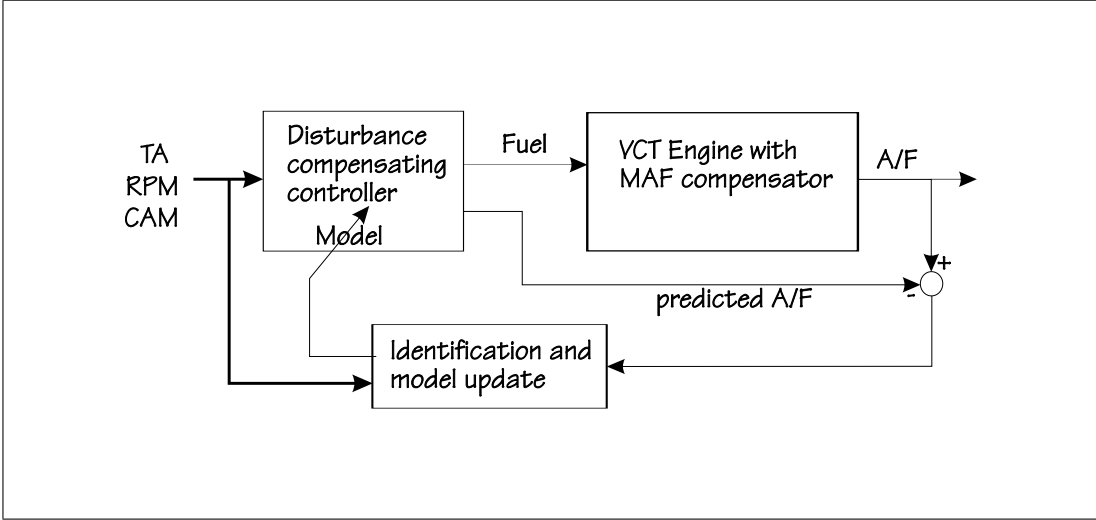 TA
RPM
CAM
Disturbance
compensating
controller
Model
Fuel
VCT Engine with
MAF compensator
A/F
+
-
predicted A/F
Identification and
model update